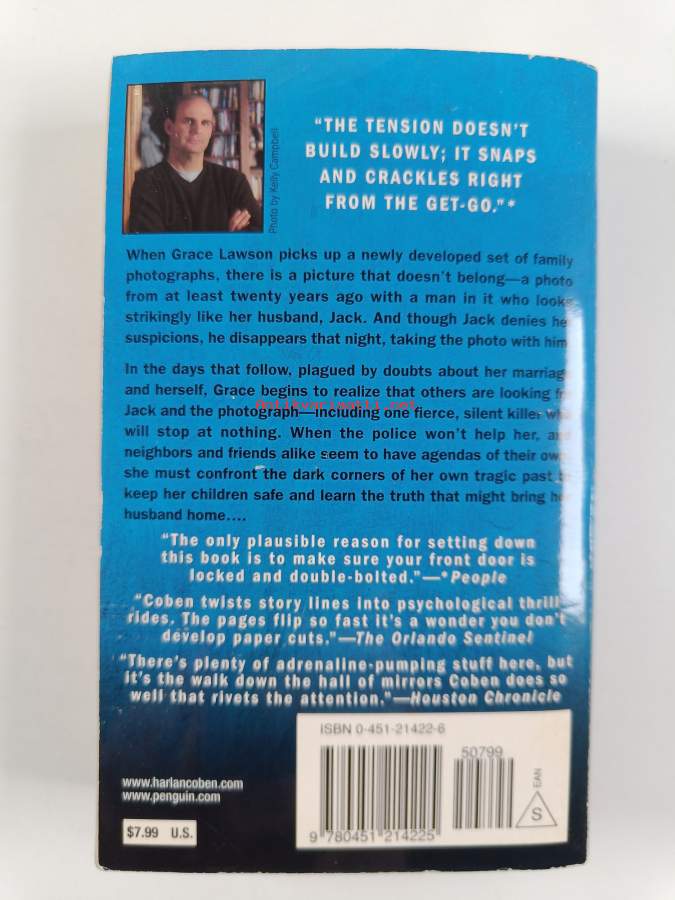 Photo by Kelly Campbell
"THE TENSION DOESN'T
BUILD SLOWLY; IT SNAPS
AND CRACKLES RIGHT
FROM THE GET-GO."*
When Grace Lawson picks up a newly developed set of family
photographs, there is a picture that doesn't belong—a photo
from at least twenty years ago with a man in it who looks
strikingly like her husband, Jack. And though Jack denies her
suspicions, he disappears that night, taking the photo with him
In the days that follow, plagued by doubts about her marriag
and herself, Grace begins to realize that others are looking f
Jack and the photograph—including one fierce, silent killer wh
antikvariaatti.net
will stop at nothing. When the police won't help her, an
neighbors and friends alike seem to have agendas of their own
she must confront the dark corners of her own tragic past
keep her children safe and learn the truth that might bring he
husband home....
"The only plausible reason for setting down
this book is to make sure your front door is
locked and double-bolted."—*People
"Coben twists story lines into psychological thrill
rides. The pages flip so fast it's a wonder you don't
develop paper cuts."—The Orlando Sentinel
"There's plenty of adrenaline-pumping stuff here, but
it's the walk down the hall of mirrors Coben does so
well that rivets the attention."—Houston Chronicle
ISBN 0-451-21422-6
50799
EAN
S
9 780451 214225
www.harlancoben.com
www.penguin.com
$7.99 U.S.